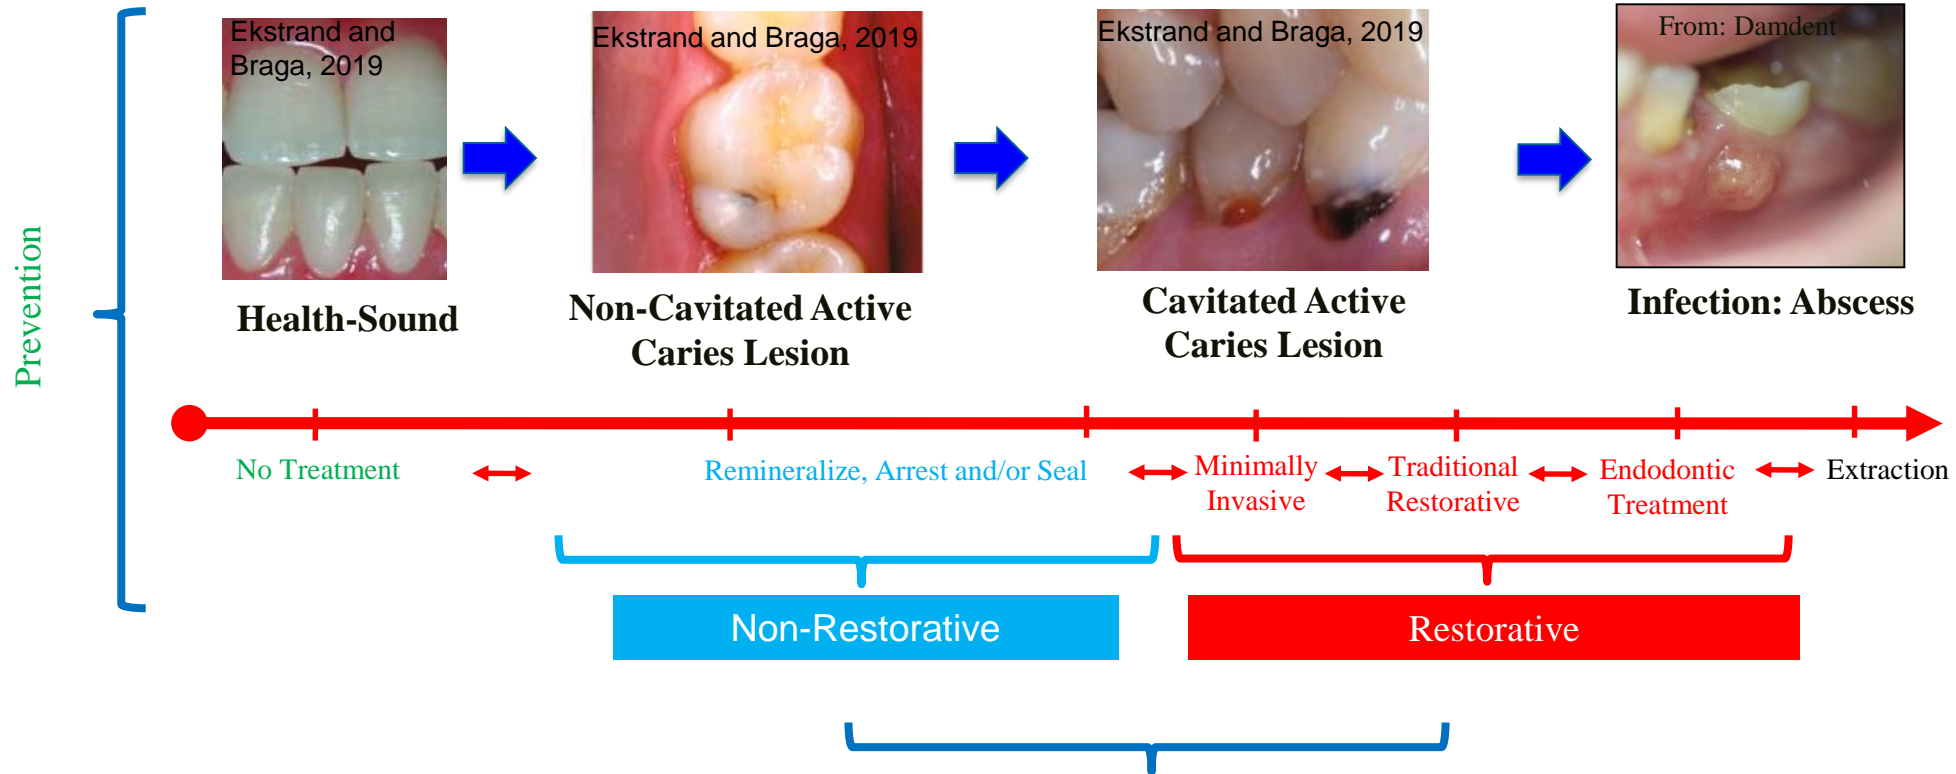 Prevention
Ekstrand and
Braga, 2019
Ekstrand and Braga, 2019
Ekstrand and Braga, 2019
From: Damdent
Health-Sound
Non-Cavitated Active
Caries Lesion
Cavitated Active
Caries Lesion
Infection: Abscess
No Treatment
Remineralize, Arrest and/or Seal
Minimally
Invasive
Traditional
Restorative
Endodontic
Treatment
Extraction
Non-Restorative
Restorative